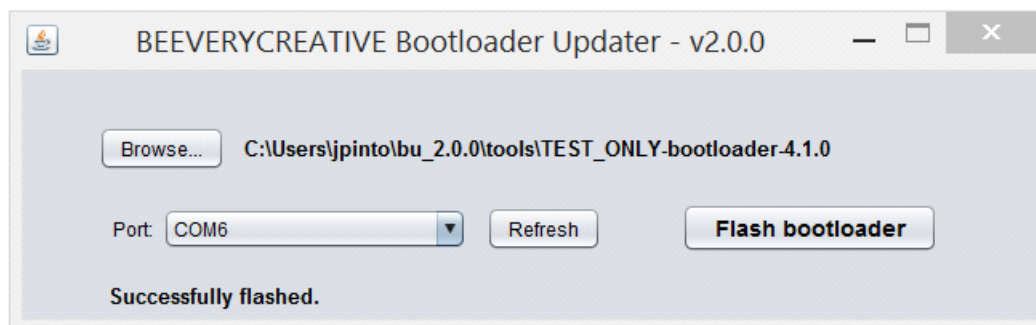 BEEVERYCREATIVE Bootloader Updater - v2.0.0
Browse... C:\Users\jpinto\bu_2.0.0\tools\TEST_ONLY-bootloader-4.1.0
Port: COM6 Refresh Flash bootloader
Successfully flashed.